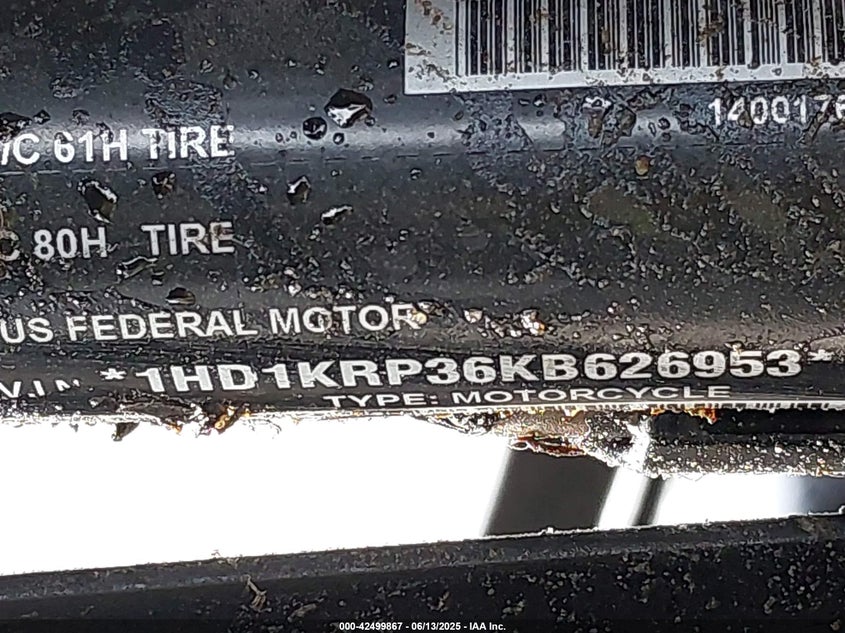 1400176
/C 61H TIRE
C 80H TIRE
US FEDERAL MOTOR
V.I.N *1HD1KRP36KB626953*
TYPE: MOTORCYCLE
000-42499867 - 06/13/2025 - IAA Inc.